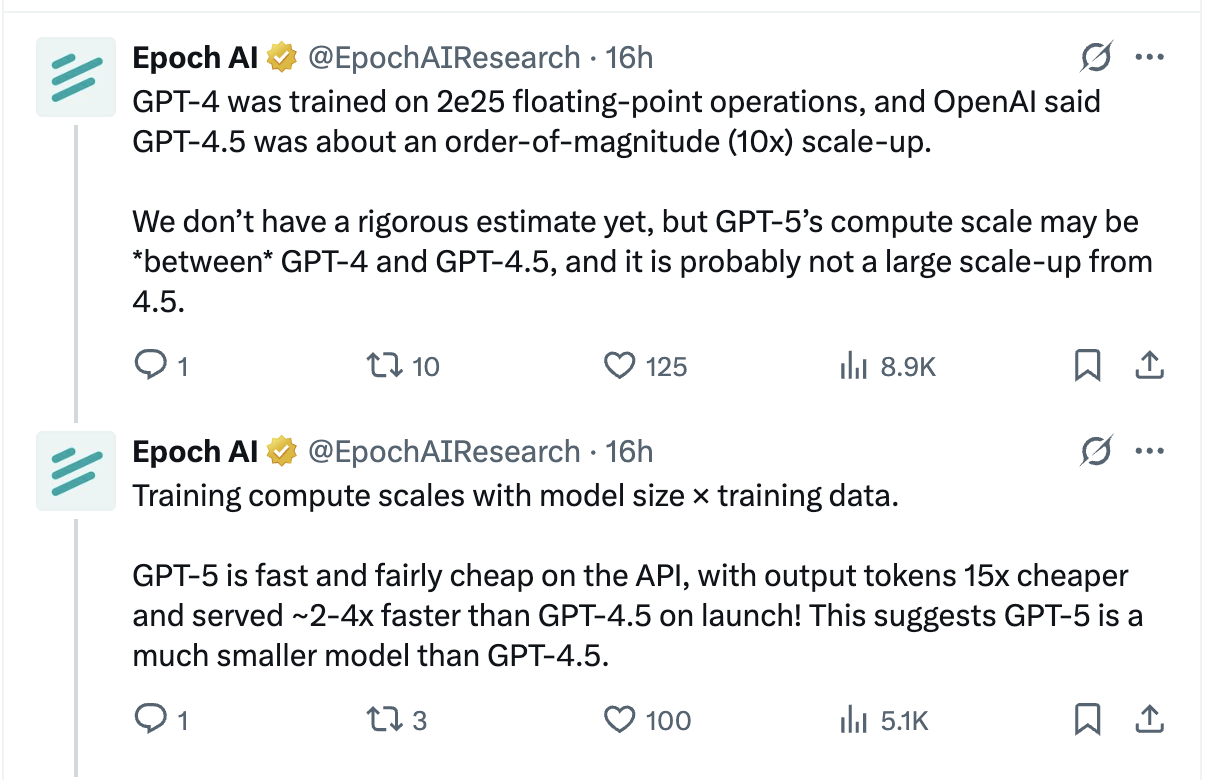 Epoch AI @EpochAIResearch · 16h
GPT-4 was trained on 2e25 floating-point operations, and OpenAI said
GPT-4.5 was about an order-of-magnitude (10x) scale-up.
We don’t have a rigorous estimate yet, but GPT-5’s compute scale may be
*between* GPT-4 and GPT-4.5, and it is probably not a large scale-up from
4.5.
1 10 125 8.9K
Epoch AI @EpochAIResearch · 16h
Training compute scales with model size × training data.
GPT-5 is fast and fairly cheap on the API, with output tokens 15x cheaper
and served ~2-4x faster than GPT-4.5 on launch! This suggests GPT-5 is a
much smaller model than GPT-4.5.
1 3 100 5.1K